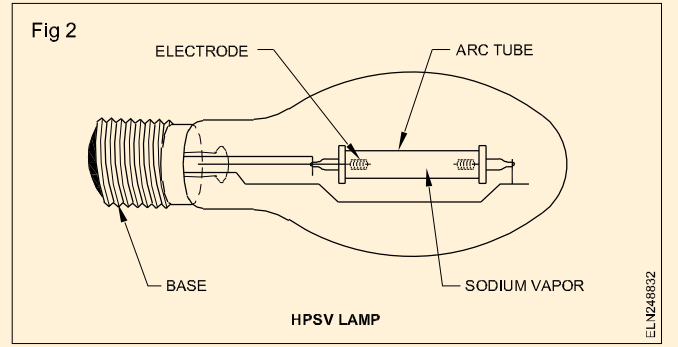 Fig 2
ELECTRODE
ARC TUBE
BASE
SODIUM VAPOR
HPSV LAMP
ELN248832